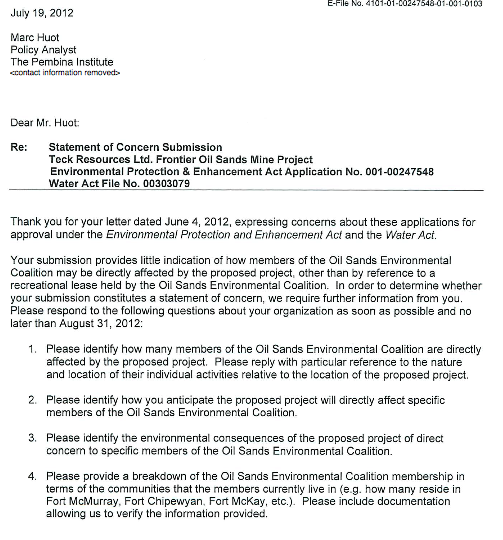 E-File No. 4101-01-00247548-01-001-0103
July 19, 2012
Marc Huot
Policy Analyst
The Pembina Institute
<contact information removed>
Dear Mr. Huot:
Re: Statement of Concern Submission
Teck Resources Ltd. Frontier Oil Sands Mine Project
Environmental Protection & Enhancement Act Application No. 001-00247548
Water Act File No. 00303079
Thank you for your letter dated June 4, 2012, expressing concerns about these applications for
approval under the Environmental Protection and Enhancement Act and the Water Act.
Your submission provides little indication of how members of the Oil Sands Environmental
Coalition may be directly affected by the proposed project, other than by reference to a
recreational lease held by the Oil Sands Environmental Coalition. In order to determine whether
your submission constitutes a statement of concern, we require further information from you.
Please respond to the following questions about your organization as soon as possible and no
later than August 31, 2012:
1. Please identify how many members of the Oil Sands Environmental Coalition are directly
affected by the proposed project. Please reply with particular reference to the nature
and location of their individual activities relative to the location of the proposed project.
2. Please identify how you anticipate the proposed project will directly affect specific
members of the Oil Sands Environmental Coalition.
3. Please identify the environmental consequences of the proposed project of direct
concern to specific members of the Oil Sands Environmental Coalition.
4. Please provide a breakdown of the Oil Sands Environmental Coalition membership in
terms of the communities that the members currently live in (e.g. how many reside in
Fort McMurray, Fort Chipewyan, Fort McKay, etc.). Please include documentation
allowing us to verify the information provided.